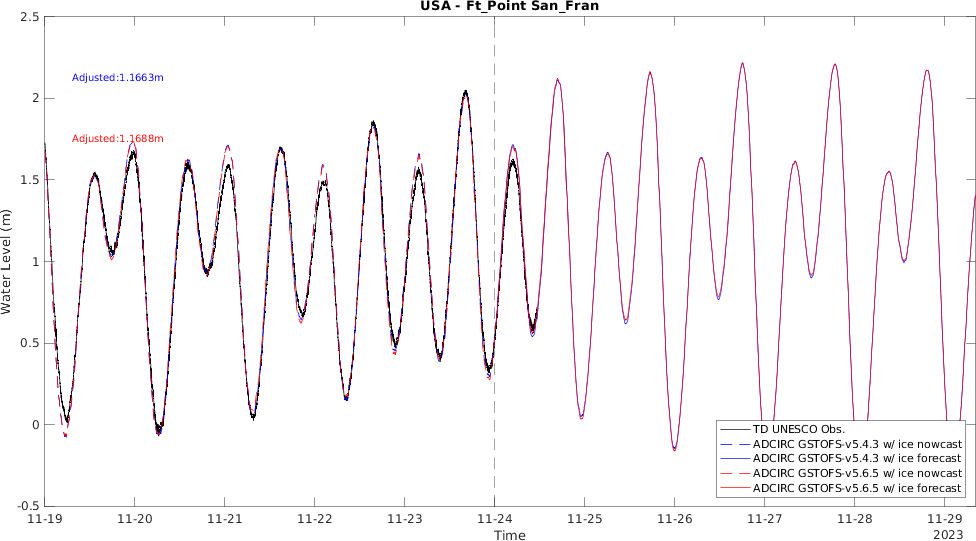 USA - Ft_Point San_Fran
Adjusted:1.1663m
Adjusted:1.1688m
Water Level (m)
2.5
2
1.5
1
0.5
0
-0.5
TD UNESCO Obs.
ADCIRC GSTOFS-v5.4.3 w/ ice nowcast
ADCIRC GSTOFS-v5.4.3 w/ ice forecast
ADCIRC GSTOFS-v5.6.5 w/ ice nowcast
ADCIRC GSTOFS-v5.6.5 w/ ice forecast
11-19 11-20 11-21 11-22 11-23 11-24 11-25 11-26 11-27 11-28 11-29
Time
2023